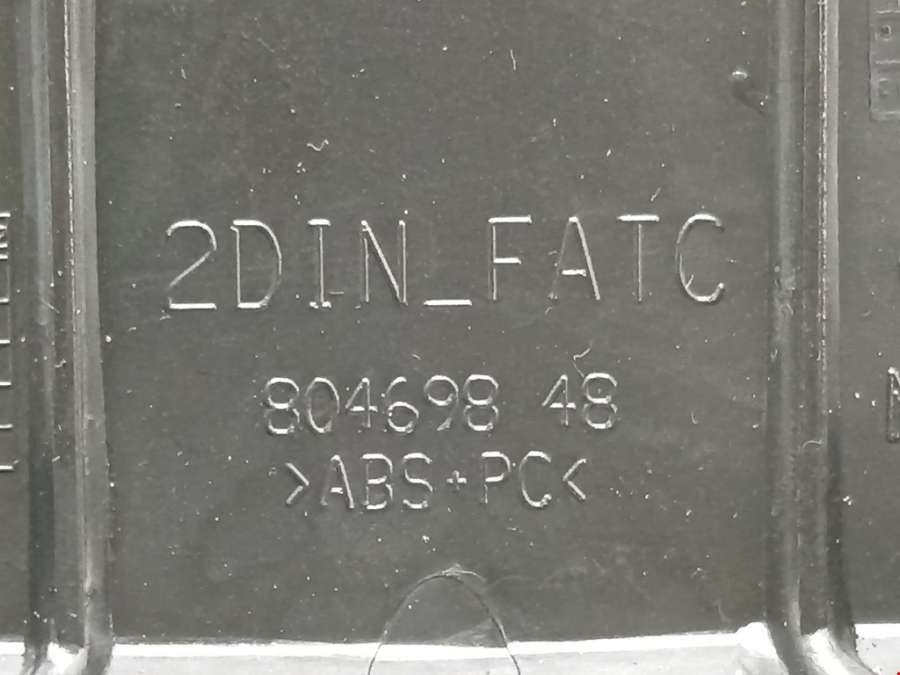 2DIN_FATC
804698 48
>ABS+PC<